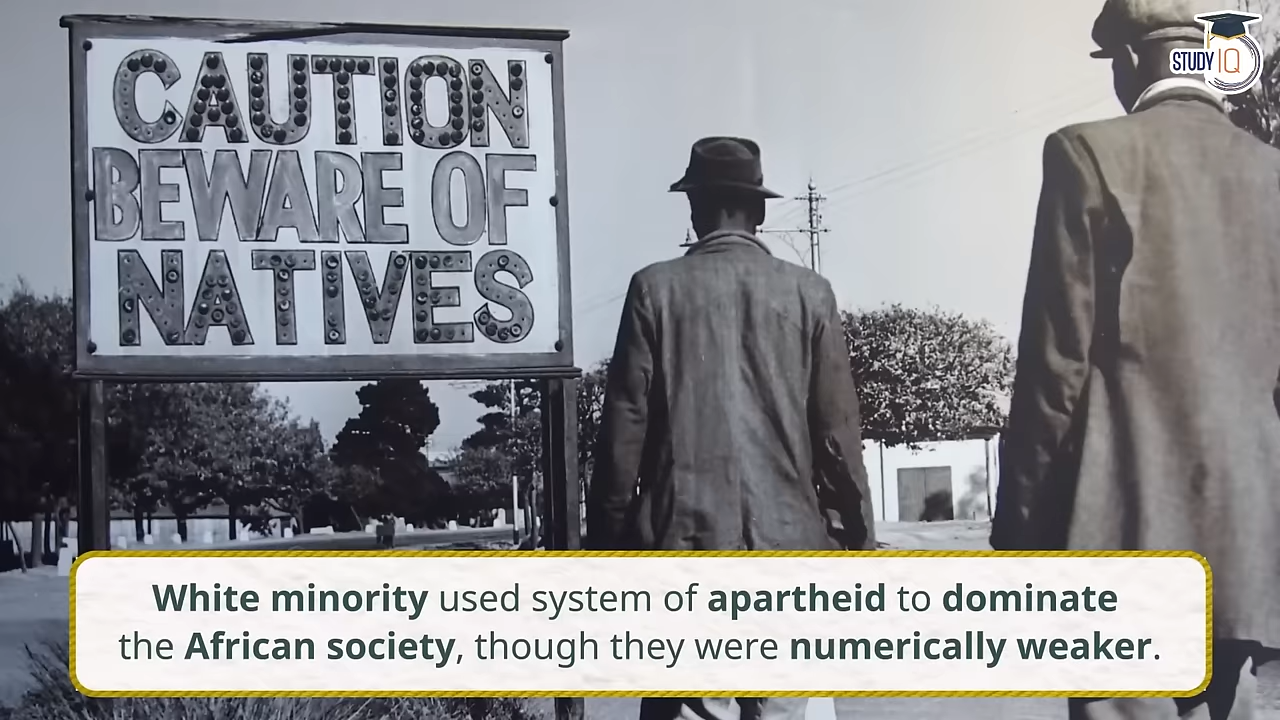 CAUTION
BEWARE OF
NATIVES
STUDY IQ
White minority used system of apartheid to dominate
the African society, though they were numerically weaker.